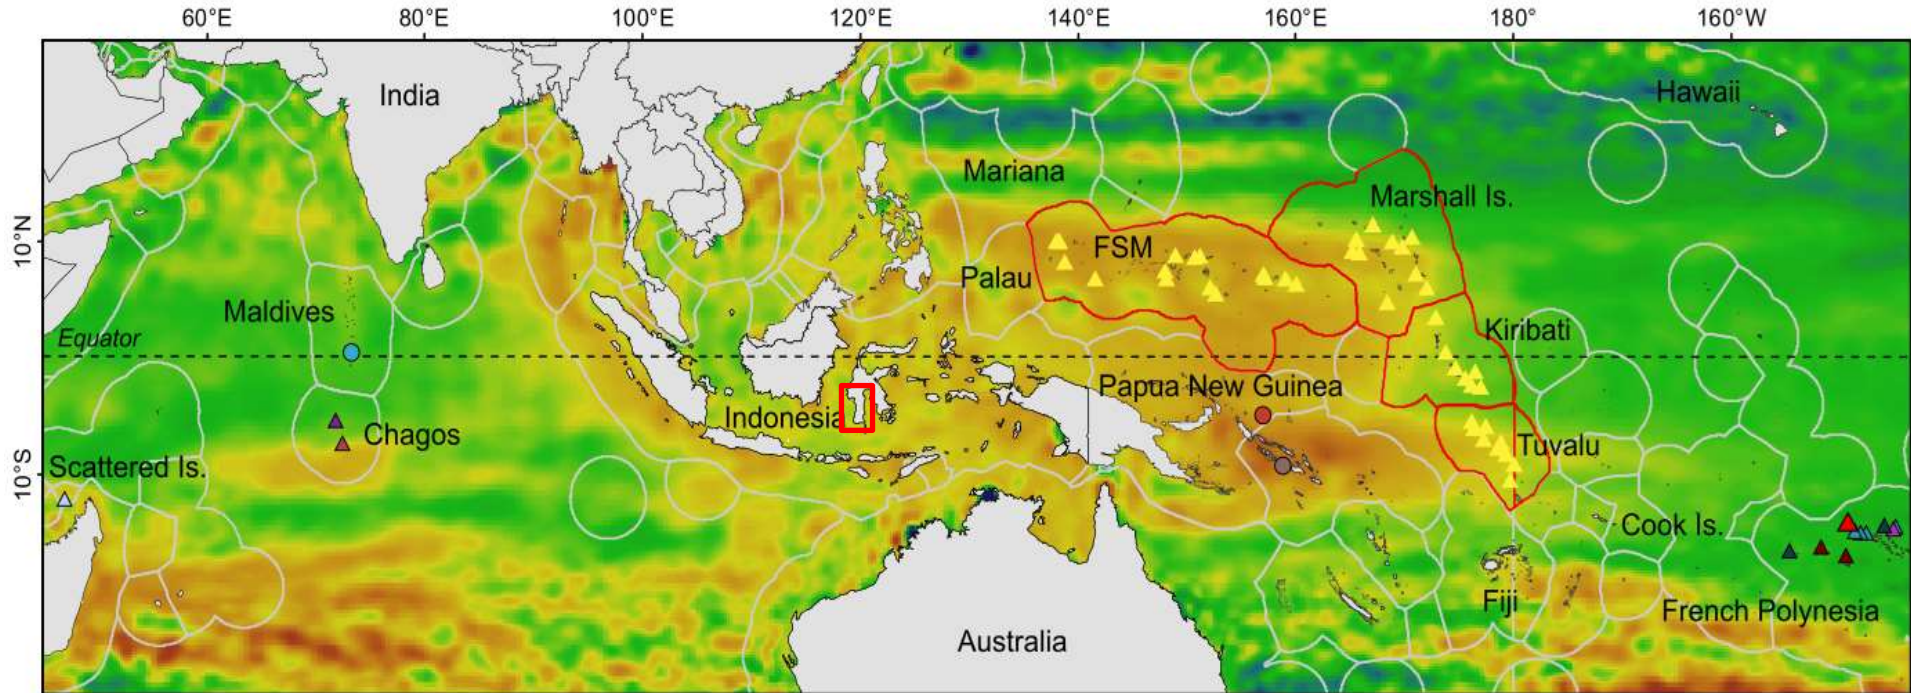 60°E 80°E 100°E 120°E 140°E 160°E 180° 160°W
India
Hawaii
Mariana
Marshall Is.
10°N
FSM
Palau
Maldives
Kiribati
Equator
Papua New Guinea
Indonesia
Chagos
Tuvalu
Scattered Is.
10°S
Cook Is.
Fiji
French Polynesia
Australia